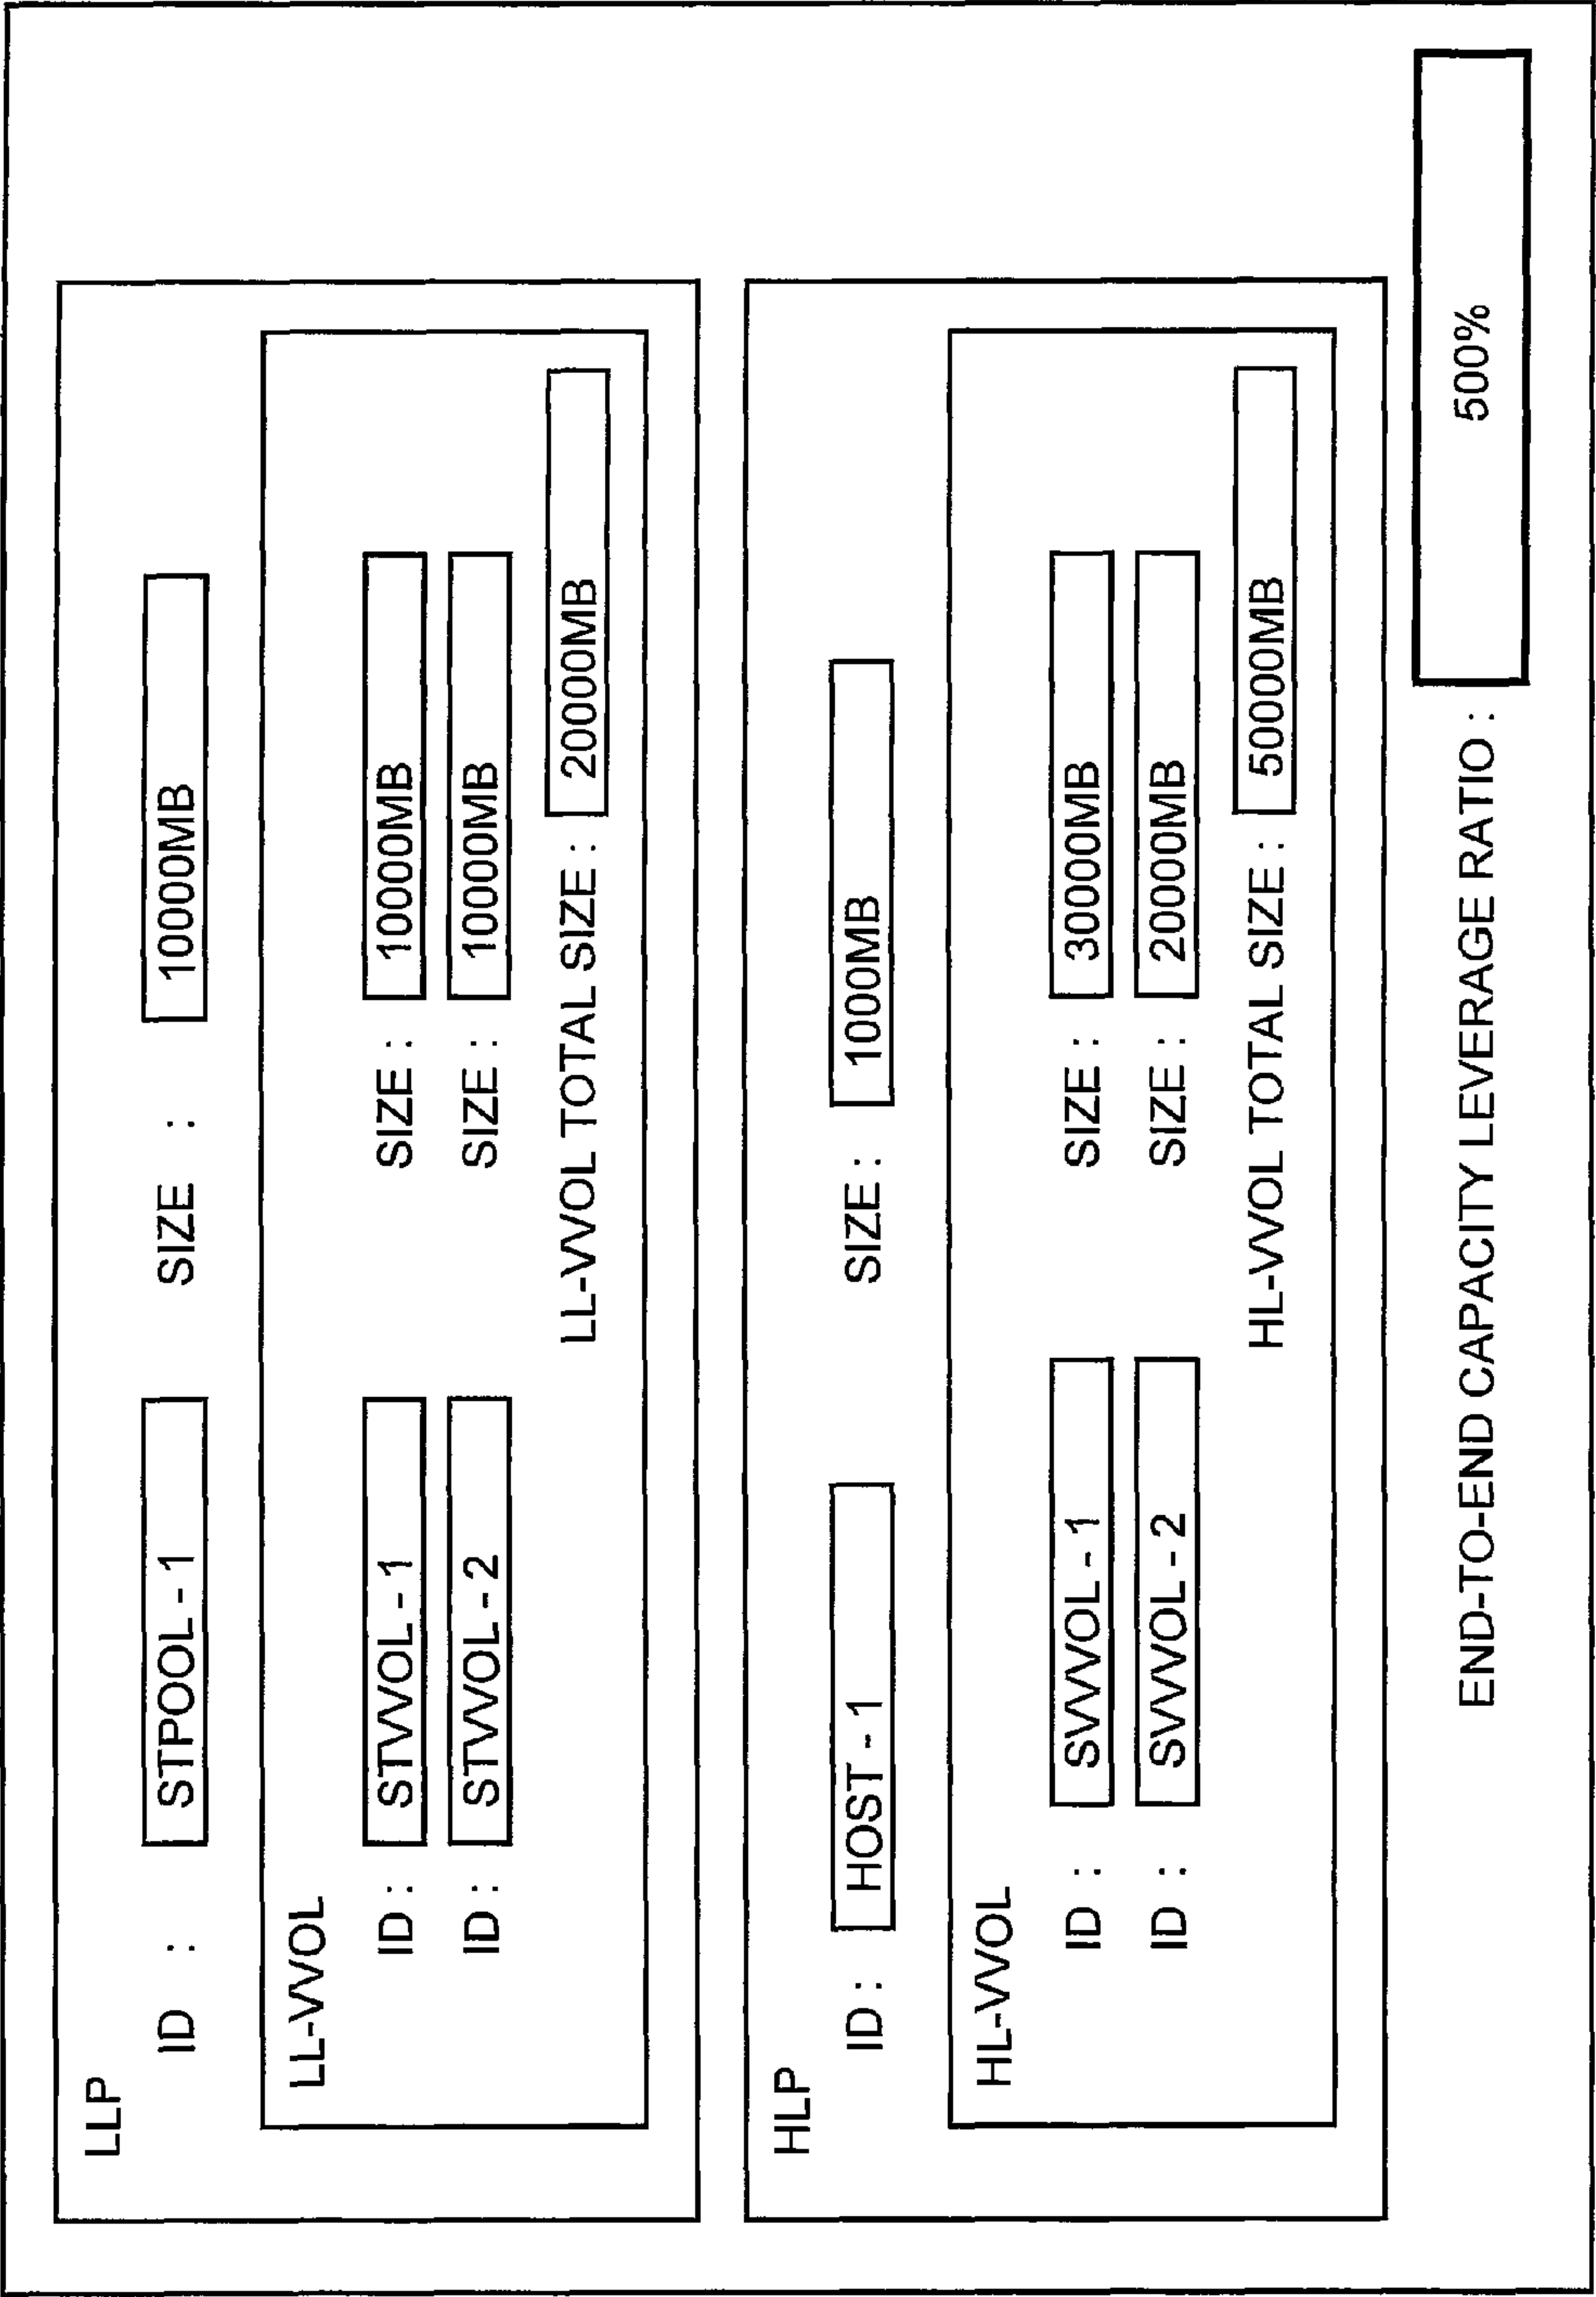 LLP
ID : STPOOL - 1 SIZE : 10000MB
LL-VVOL
ID : STVVOL - 1 SIZE : 10000MB
ID : STVVOL - 2 SIZE : 10000MB
LL-VVOL TOTAL SIZE : 20000MB
HLP
ID : HOST - 1 SIZE : 1000MB
HL-VVOL
ID : SVVVOL - 1 SIZE : 30000MB
ID : SVVVOL - 2 SIZE : 20000MB
HL-VVOL TOTAL SIZE : 50000MB
END-TO-END CAPACITY LEVERAGE RATIO : 500%